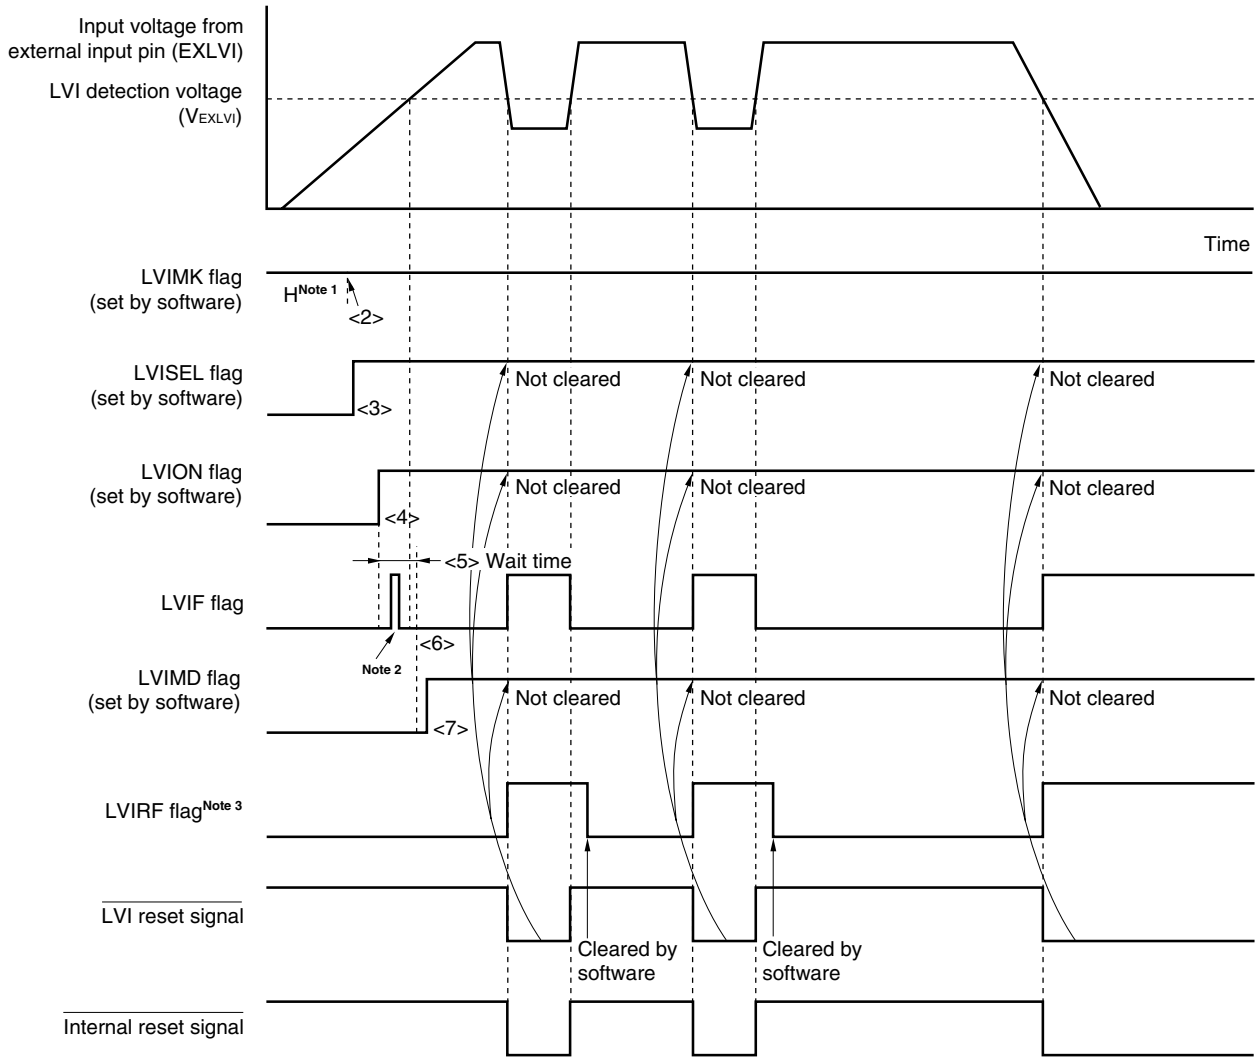 Input voltage from
external input pin (EXLVI)
LVI detection voltage
(VEXLVI)
Time
LVIMK flag
(set by software)
HNote 1
<2>
LVISEL flag
(set by software)
<3>
Not cleared
Not cleared
Not cleared
LVION flag
(set by software)
<4>
Not cleared
Not cleared
Not cleared
<5> Wait time
LVIF flag
Note 2
<6>
LVIMD flag
(set by software)
<7>
Not cleared
Not cleared
Not cleared
LVIRF flagNote 3
LVI reset signal
Cleared by
software
Cleared by
software
Internal reset signal